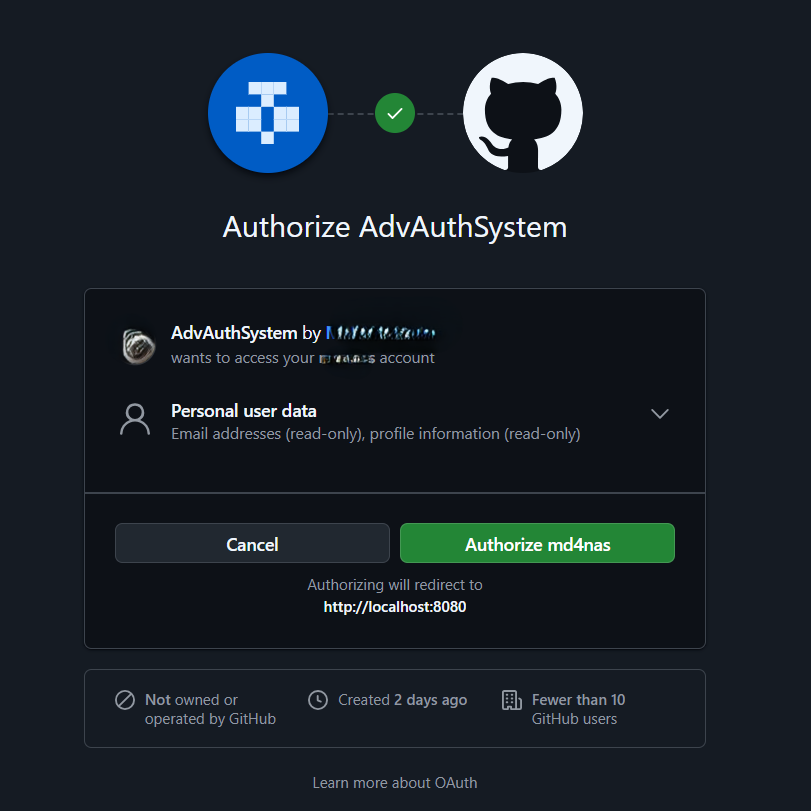 Authorize AdvAuthSystem
AdvAuthSystem by
wants to access your account
Personal user data
Email addresses (read-only), profile information (read-only)
Cancel
Authorize md4nas
Authorizing will redirect to
http://localhost:8080
Not owned or
operated by GitHub
Created 2 days ago
Fewer than 10
GitHub users
Learn more about OAuth